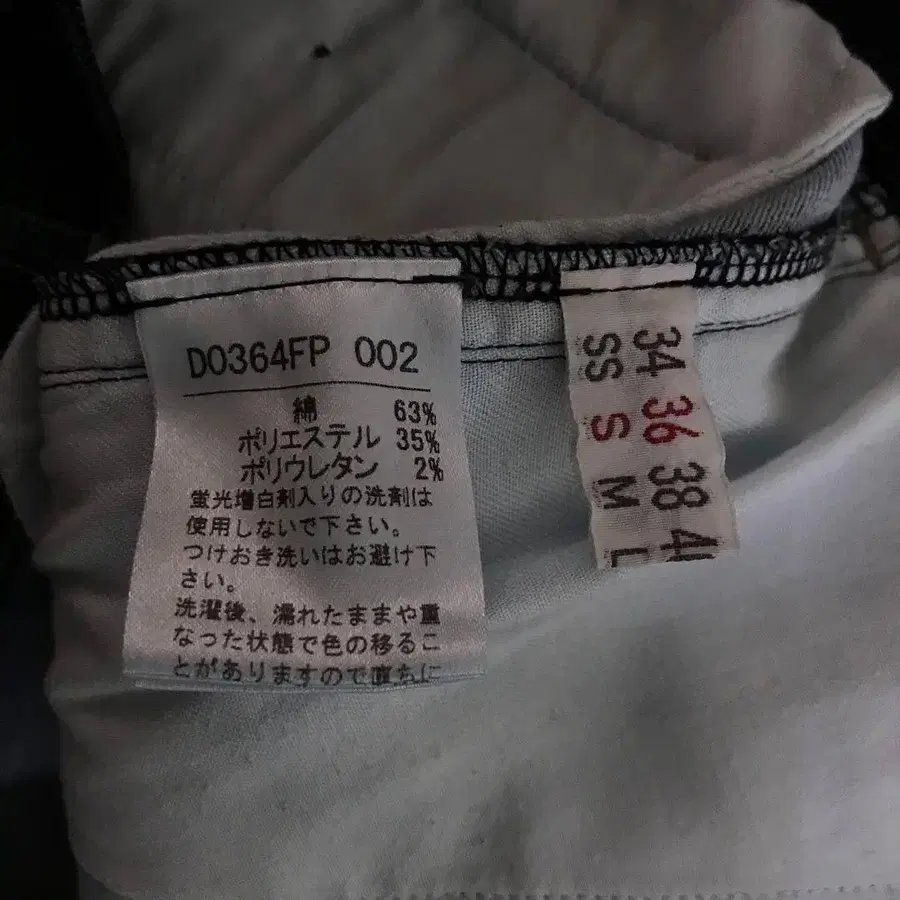 D0364FP 002
綿 63%
ポリエステル 35%
ポリウレタン 2%
蛍光増白剤入りの洗剤は
使用しないで下さい。
つけおき洗いはお避け下
さい。
洗濯後、濡れたままや重
なった状態で色の移るこ
とがありますので直ちに
34 36 38
SS S M L